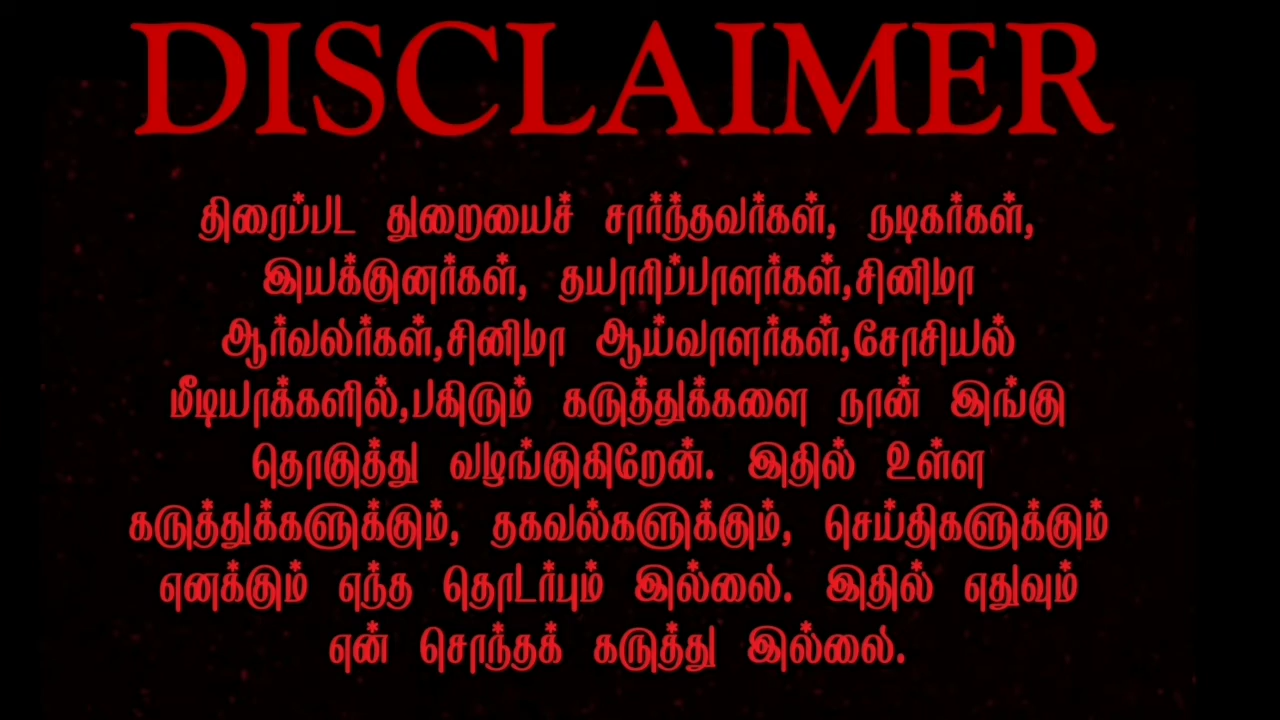 DISCLAIMER
திரைப்பட துறையைச் சார்ந்தவர்கள், நடிகர்கள்,
இயக்குனர்கள், தயாரிப்பாளர்கள்,சினிமா
ஆர்வலர்கள்,சினிமா ஆய்வாளர்கள்,சோசியல்
மீடியாக்களில்,பகிரும் கருத்துக்களை நான் இங்கு
தொகுத்து வழங்குகிறேன். இதில் உள்ள
கருத்துக்களுக்கும், தகவல்களுக்கும், செய்திகளுக்கும்
எனக்கும் எந்த தொடர்பும் இல்லை. இதில் எதுவும்
என் சொந்தக் கருத்து இல்லை.